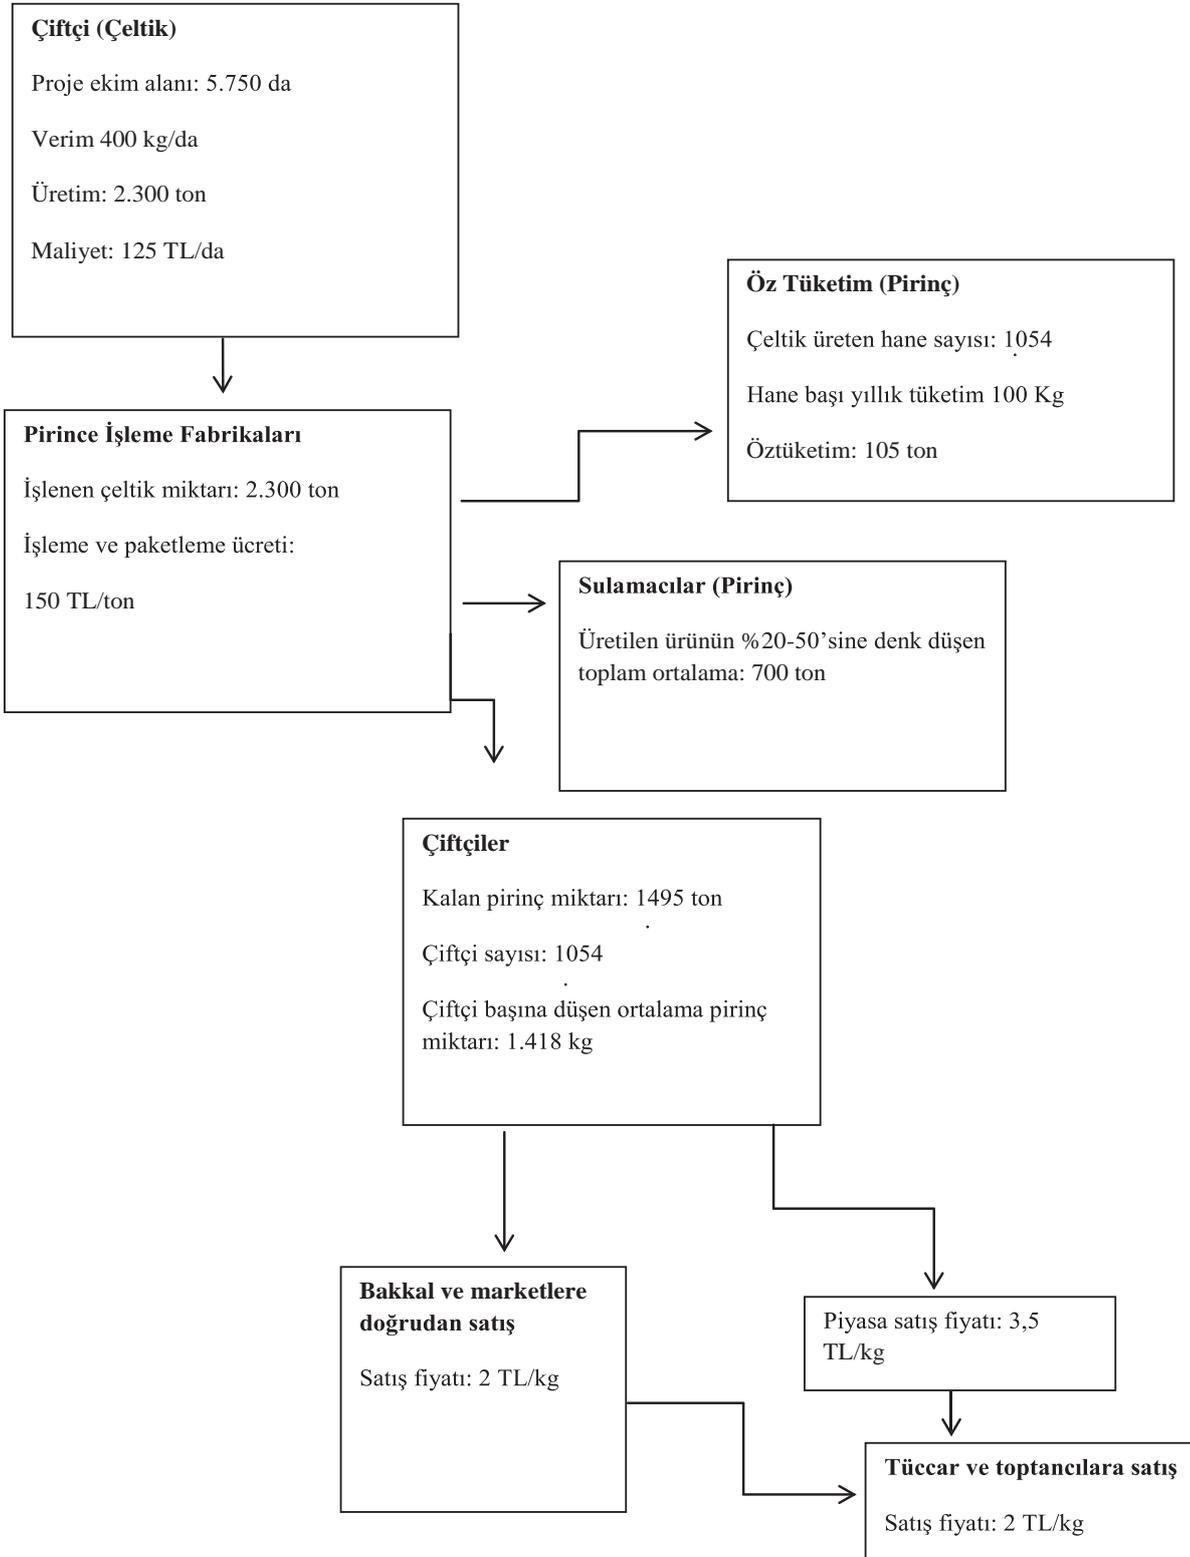 Çiftçi (Çeltik)
Proje ekim alanı: 5.750 da
Verim 400 kg/da
Üretim: 2.300 ton
Maliyet: 125 TL/da
Öz Tüketim (Pirinç)
Çeltik üreten hane sayısı: 1054
Hane başı yıllık tüketim 100 Kg
Öztüketim: 105 ton
Pirince İşleme Fabrikaları
İşlenen çeltik miktarı: 2.300 ton
İşleme ve paketleme ücreti:
150 TL/ton
Sulamacılar (Pirinç)
Üretilen ürünün %20-50’sine denk düşen
toplam ortalama: 700 ton
Çiftçiler
Kalan pirinç miktarı: 1495 ton
Çiftçi sayısı: 1054
Çiftçi başına düşen ortalama pirinç
miktarı: 1.418 kg
Bakkal ve marketlere
doğrudan satış
Satış fiyatı: 2 TL/kg
Piyasa satış fiyatı: 3,5
TL/kg
Tüccar ve toptancılara satış
Satış fiyatı: 2 TL/kg